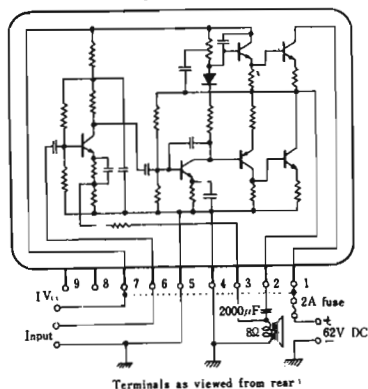 9 8 7 6 5 4 3 2 1
2000μF
2A fuse
8Ω
+
62V DC
−
Input
Terminals as viewed from rear